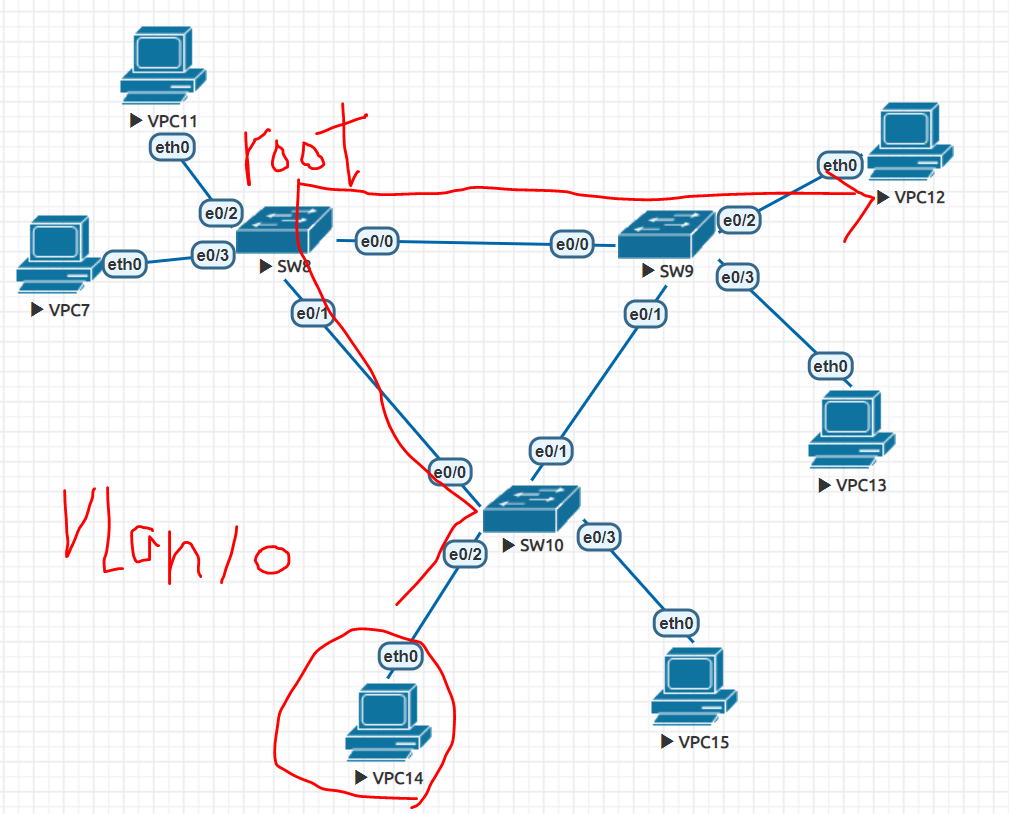 VPC11
eth0
root
eth0
VPC12
e0/2
e0/2
e0/0
e0/0
eth0
e0/3
SW8
SW9
e0/3
VPC7
e0/1
e0/1
eth0
e0/1
e0/0
VPC13
Vlan10
e0/3
SW10
e0/2
eth0
eth0
VPC15
VPC14